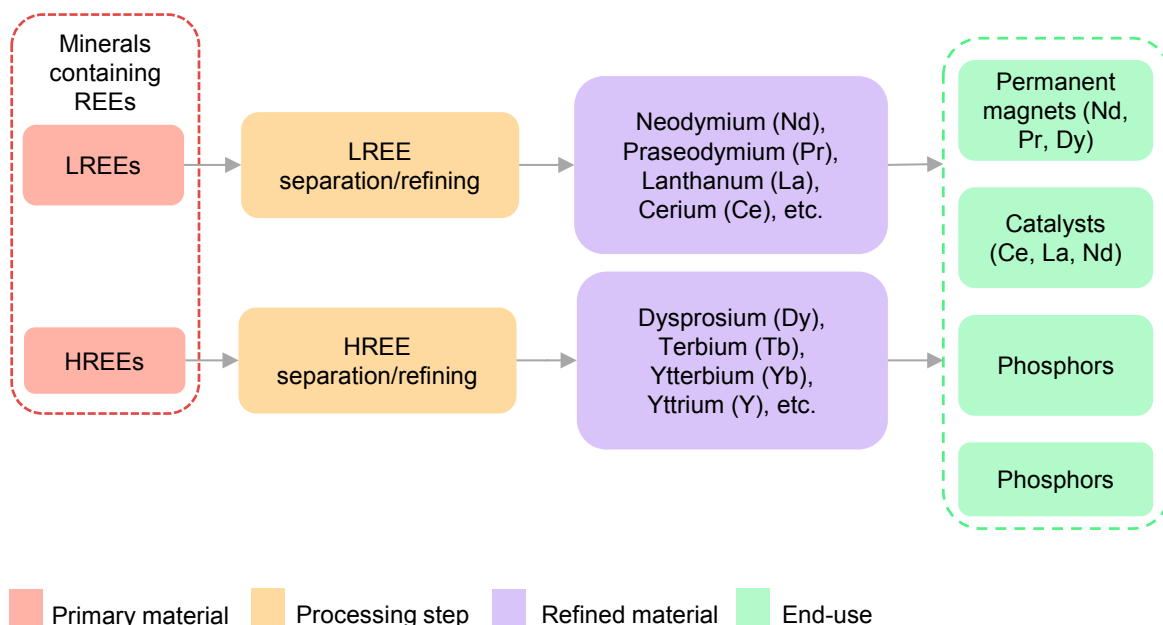 Minerals
containing
REEs
LREEs
LREE
separation/refining
Neodymium (Nd),
Praseodymium (Pr),
Lanthanum (La),
Cerium (Ce), etc.
HREEs
HREE
separation/refining
Dysprosium (Dy),
Terbium (Tb),
Ytterbium (Yb),
Yttrium (Y), etc.
Permanent
magnets (Nd,
Pr, Dy)
Catalysts
(Ce, La, Nd)
Phosphors
Phosphors
Primary material
Processing step
Refined material
End-use